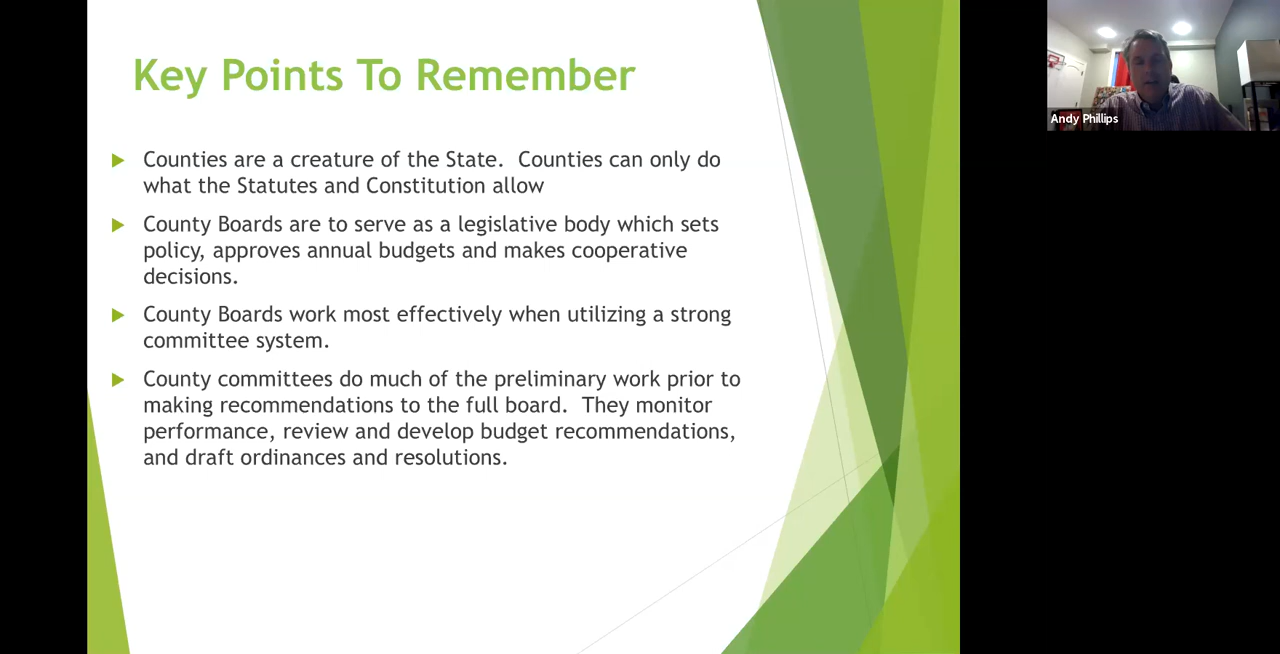 Key Points To Remember
Counties are a creature of the State.  Counties can only do
what the Statutes and Constitution allow
County Boards are to serve as a legislative body which sets
policy, approves annual budgets and makes cooperative
decisions.
County Boards work most effectively when utilizing a strong
committee system.
County committees do much of the preliminary work prior to
making recommendations to the full board.  They monitor
performance, review and develop budget recommendations,
and draft ordinances and resolutions.
Andy Phillips